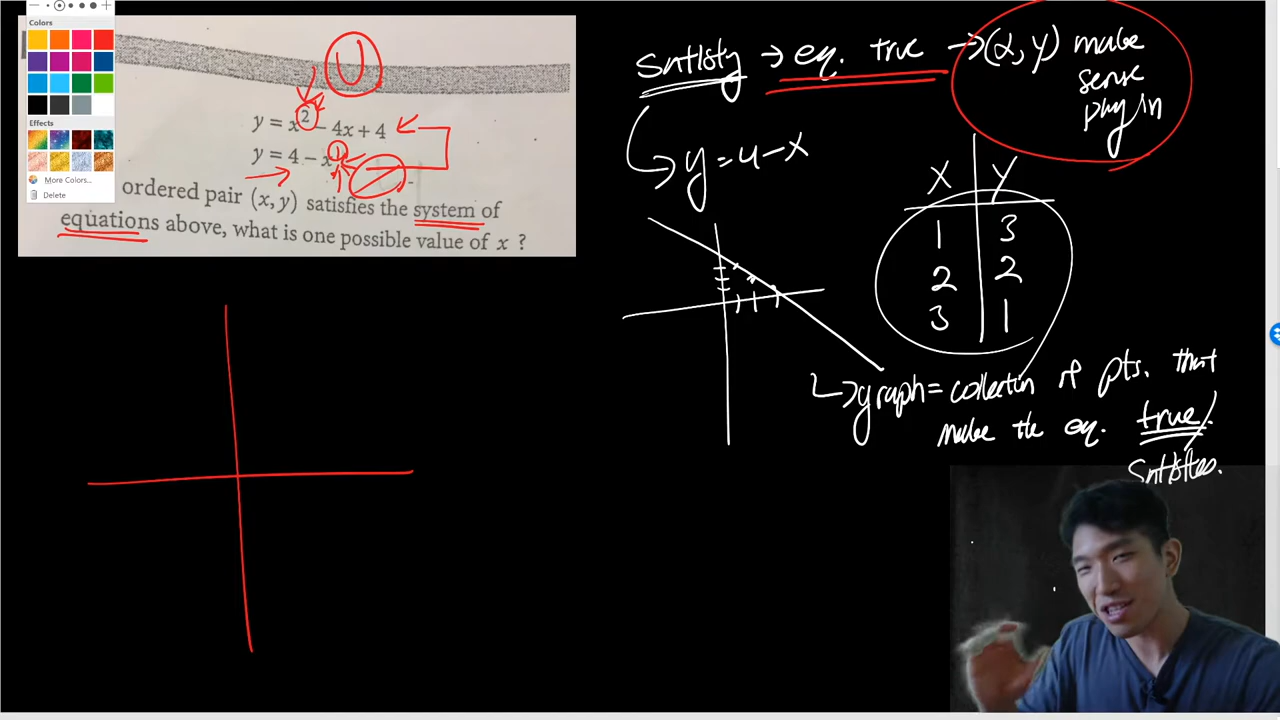 Colors
Effects
More Colors...
Delete
y = x² − 4x + 4
y = 4 − x
ordered pair (x, y) satisfies the system of
equations above, what is one possible value of x ?
→ eq. true → (x, y) make
sense
plug in
y = 4 − x
X Y
1 3
2 2
3 1
graph = collection of pts. that
make the eq. true.